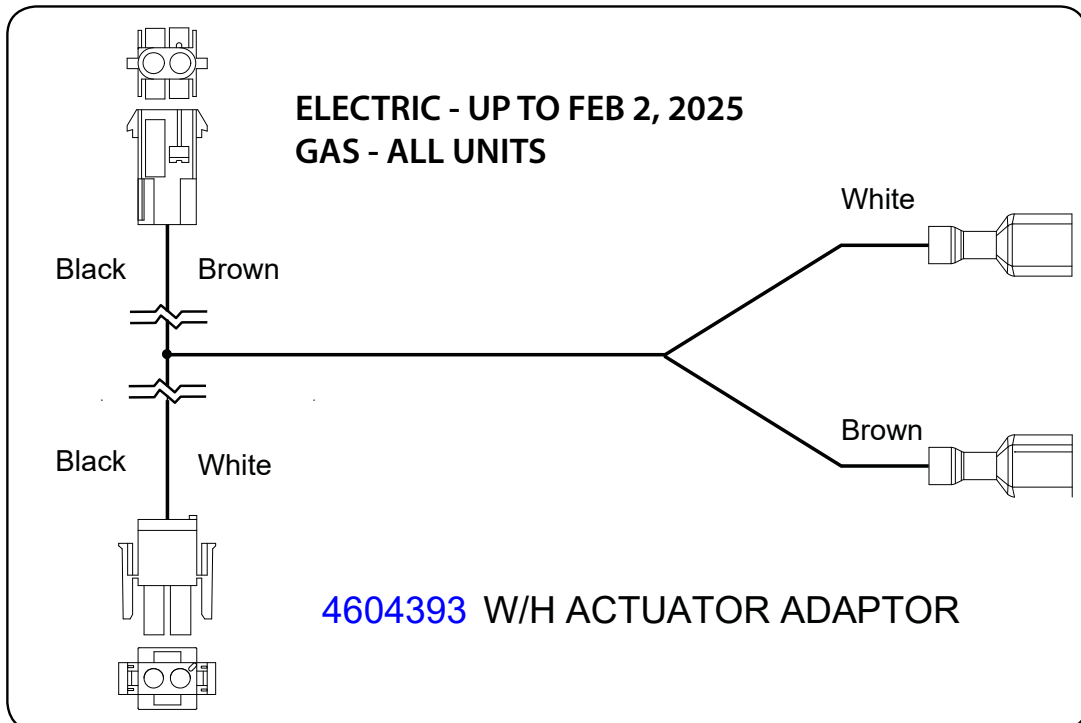 ELECTRIC - UP TO FEB 2, 2025
GAS - ALL UNITS
White
Black Brown
Brown
Black White
4604393 W/H ACTUATOR ADAPTOR